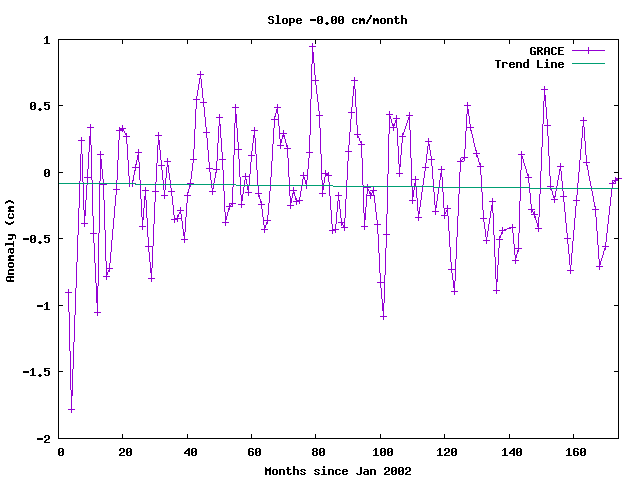 Slope -0.00 cm/month
GRACE
Trend Line
1
0.5
0
-0.5
-1
-1.5
-2
Anomaly (cm)
0 20 40 60 80 100 120 140 160
Months since Jan 2002